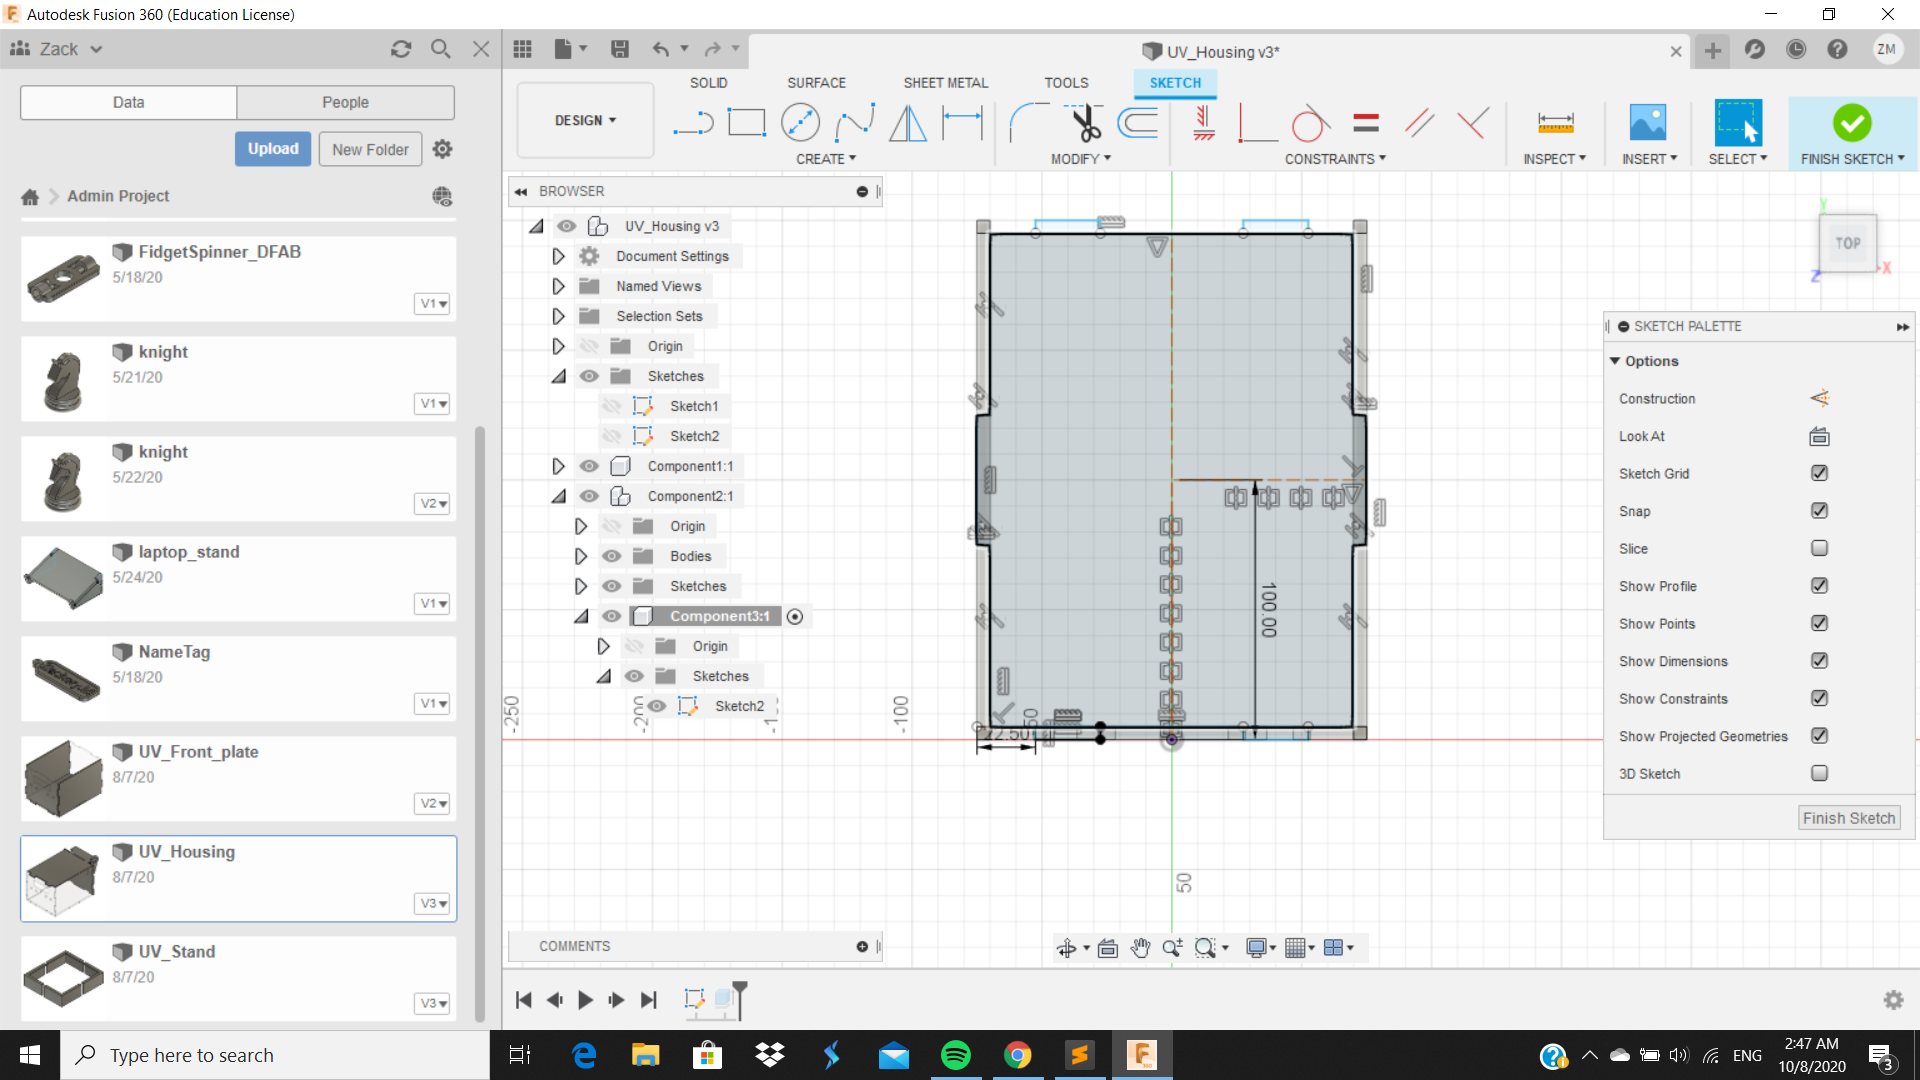 Autodesk Fusion 360 (Education License)
Zack
UV_Housing v3*
ZM
Data
People
Upload
New Folder
Admin Project
FidgetSpinner_DFAB
5/18/20
V1
knight
5/21/20
V1
knight
5/22/20
V2
laptop_stand
5/24/20
V1
NameTag
5/18/20
V1
UV_Front_plate
8/7/20
V2
UV_Housing
8/7/20
V3
UV_Stand
8/7/20
V3
SOLID
SURFACE
SHEET METAL
TOOLS
SKETCH
DESIGN
CREATE
MODIFY
CONSTRAINTS
INSPECT
INSERT
SELECT
FINISH SKETCH
BROWSER
UV_Housing v3
Document Settings
Named Views
Selection Sets
Origin
Sketches
Sketch1
Sketch2
Component1:1
Component2:1
Origin
Bodies
Sketches
Component3:1
Origin
Sketches
Sketch2
-250
-100
50
100.00
22.50
50
TOP
Y
X
Z
SKETCH PALETTE
Options
Construction
Look At
Sketch Grid
Snap
Slice
Show Profile
Show Points
Show Dimensions
Show Constraints
Show Projected Geometries
3D Sketch
Finish Sketch
COMMENTS
Type here to search
ENG
2:47 AM
10/8/2020
3